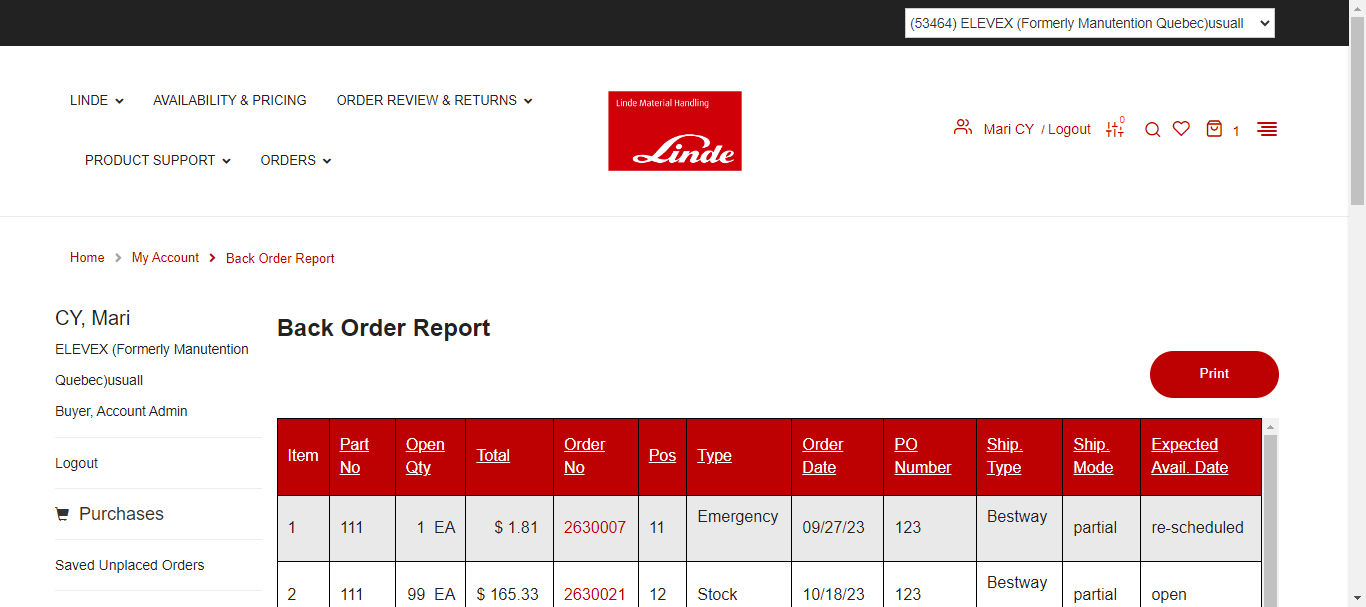 (53464) ELEVEX (Formerly Manutention Quebec)usuall
LINDE AVAILABILITY & PRICING ORDER REVIEW & RETURNS
PRODUCT SUPPORT ORDERS
Linde Material Handling
Linde
Mari CY / Logout 0 1
Home My Account Back Order Report
CY, Mari
ELEVEX (Formerly Manutention
Quebec)usuall
Buyer, Account Admin
Logout
Purchases
Saved Unplaced Orders
Back Order Report
Print
Item Part No Open Qty Total Order No Pos Type Order Date PO Number Ship. Type Ship. Mode Expected Avail. Date
1 111 1 EA $ 1.81 2630007 11 Emergency 09/27/23 123 Bestway partial re-scheduled
2 111 99 EA $ 165.33 2630021 12 Stock 10/18/23 123 Bestway partial open